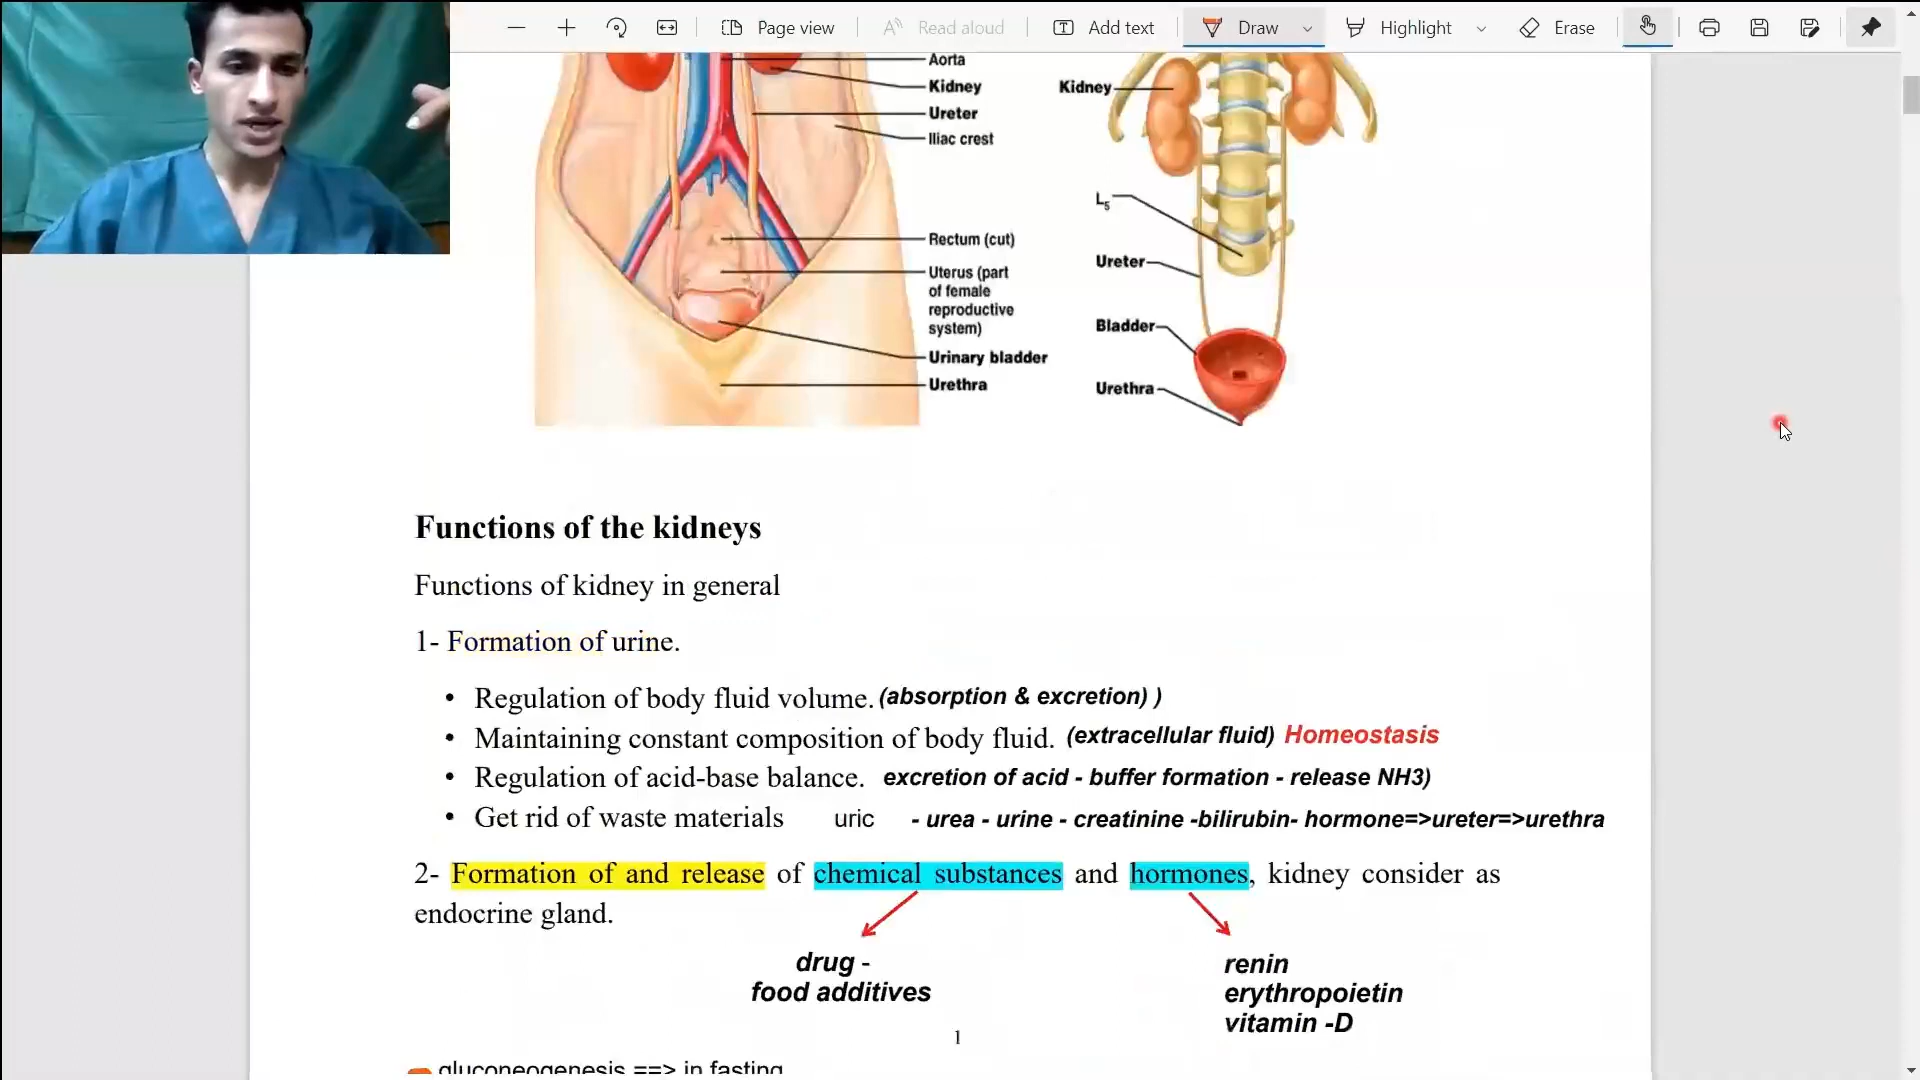 Page view
Read aloud
Add text
Draw
Highlight
Erase
Aorta
Kidney
Ureter
Iliac crest
Rectum (cut)
Uterus (part
of female
reproductive
system)
Urinary bladder
Urethra
Kidney
L5
Ureter
Bladder
Urethra
Functions of the kidneys
Functions of kidney in general
1- Formation of urine.
• Regulation of body fluid volume. (absorption & excretion) )
• Maintaining constant composition of body fluid. (extracellular fluid) Homeostasis
• Regulation of acid-base balance. excretion of acid - buffer formation - release NH3)
• Get rid of waste materials uric - urea - urine - creatinine -bilirubin- hormone=>ureter=>urethra
2- Formation of and release of chemical substances and hormones, kidney consider as
endocrine gland.
drug -
food additives
renin
erythropoietin
vitamin -D
1
gluconeogenesis ==> in fasting